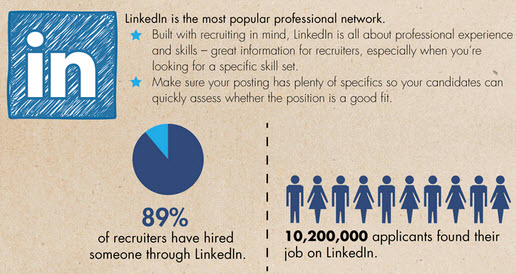 in
LinkedIn is the most popular professional network.
Built with recruiting in mind, LinkedIn is all about professional experience
and skills – great information for recruiters, especially when you're
looking for a specific skill set.
Make sure your posting has plenty of specifics so your candidates can
quickly assess whether the position is a good fit.
89%
of recruiters have hired
someone through LinkedIn.
10,200,000 applicants found their
job on LinkedIn.